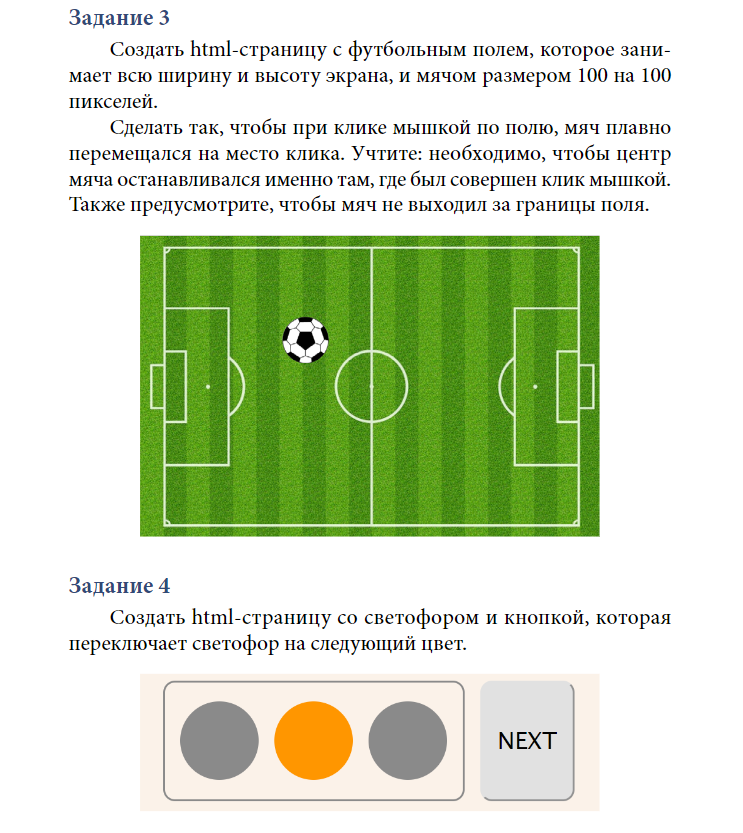 Задание 3
Создать html-страницу с футбольным полем, которое зани-
мает всю ширину и высоту экрана, и мячом размером 100 на 100
пикселей.
Сделать так, чтобы при клике мышкой по полю, мяч плавно
перемещался на место клика. Учтите: необходимо, чтобы центр
мяча останавливался именно там, где был совершен клик мышкой.
Также предусмотрите, чтобы мяч не выходил за границы поля.
Задание 4
Создать html-страницу со светофором и кнопкой, которая
переключает светофор на следующий цвет.
NEXT